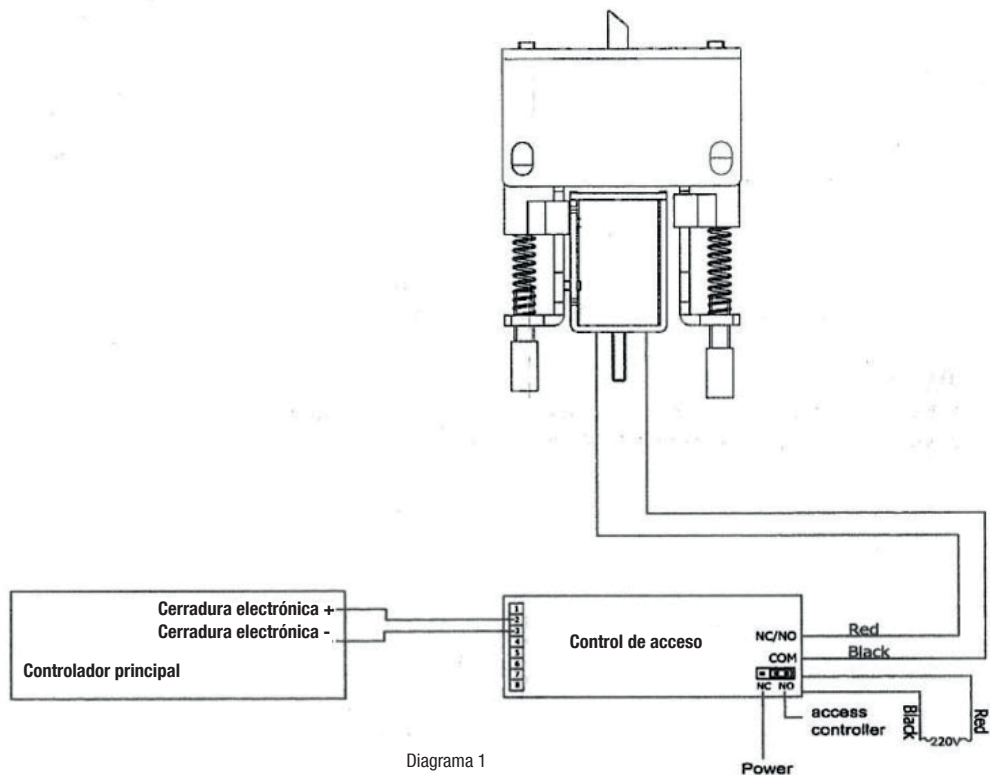 Cerradura electrónica +
Cerradura electrónica -
Controlador principal
1
2
3
4
5
6
7
8
Control de acceso
NC/NO
COM
NC NO
Red
Black
access
controller
Power
Black
220V
Red
Diagrama 1